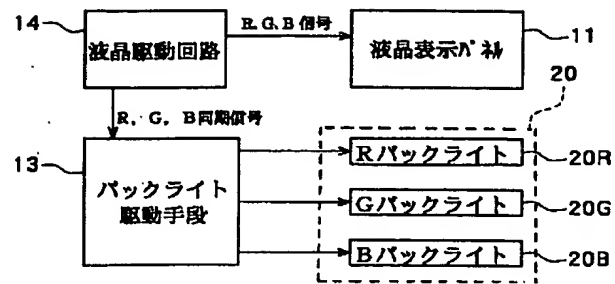 14
液晶駆動回路
R,G,B信号
液晶表示パネル
11
20
R, G, B同期信号
13
バックライト
駆動手段
Rバックライト
20R
Gバックライト
20G
Bバックライト
20B